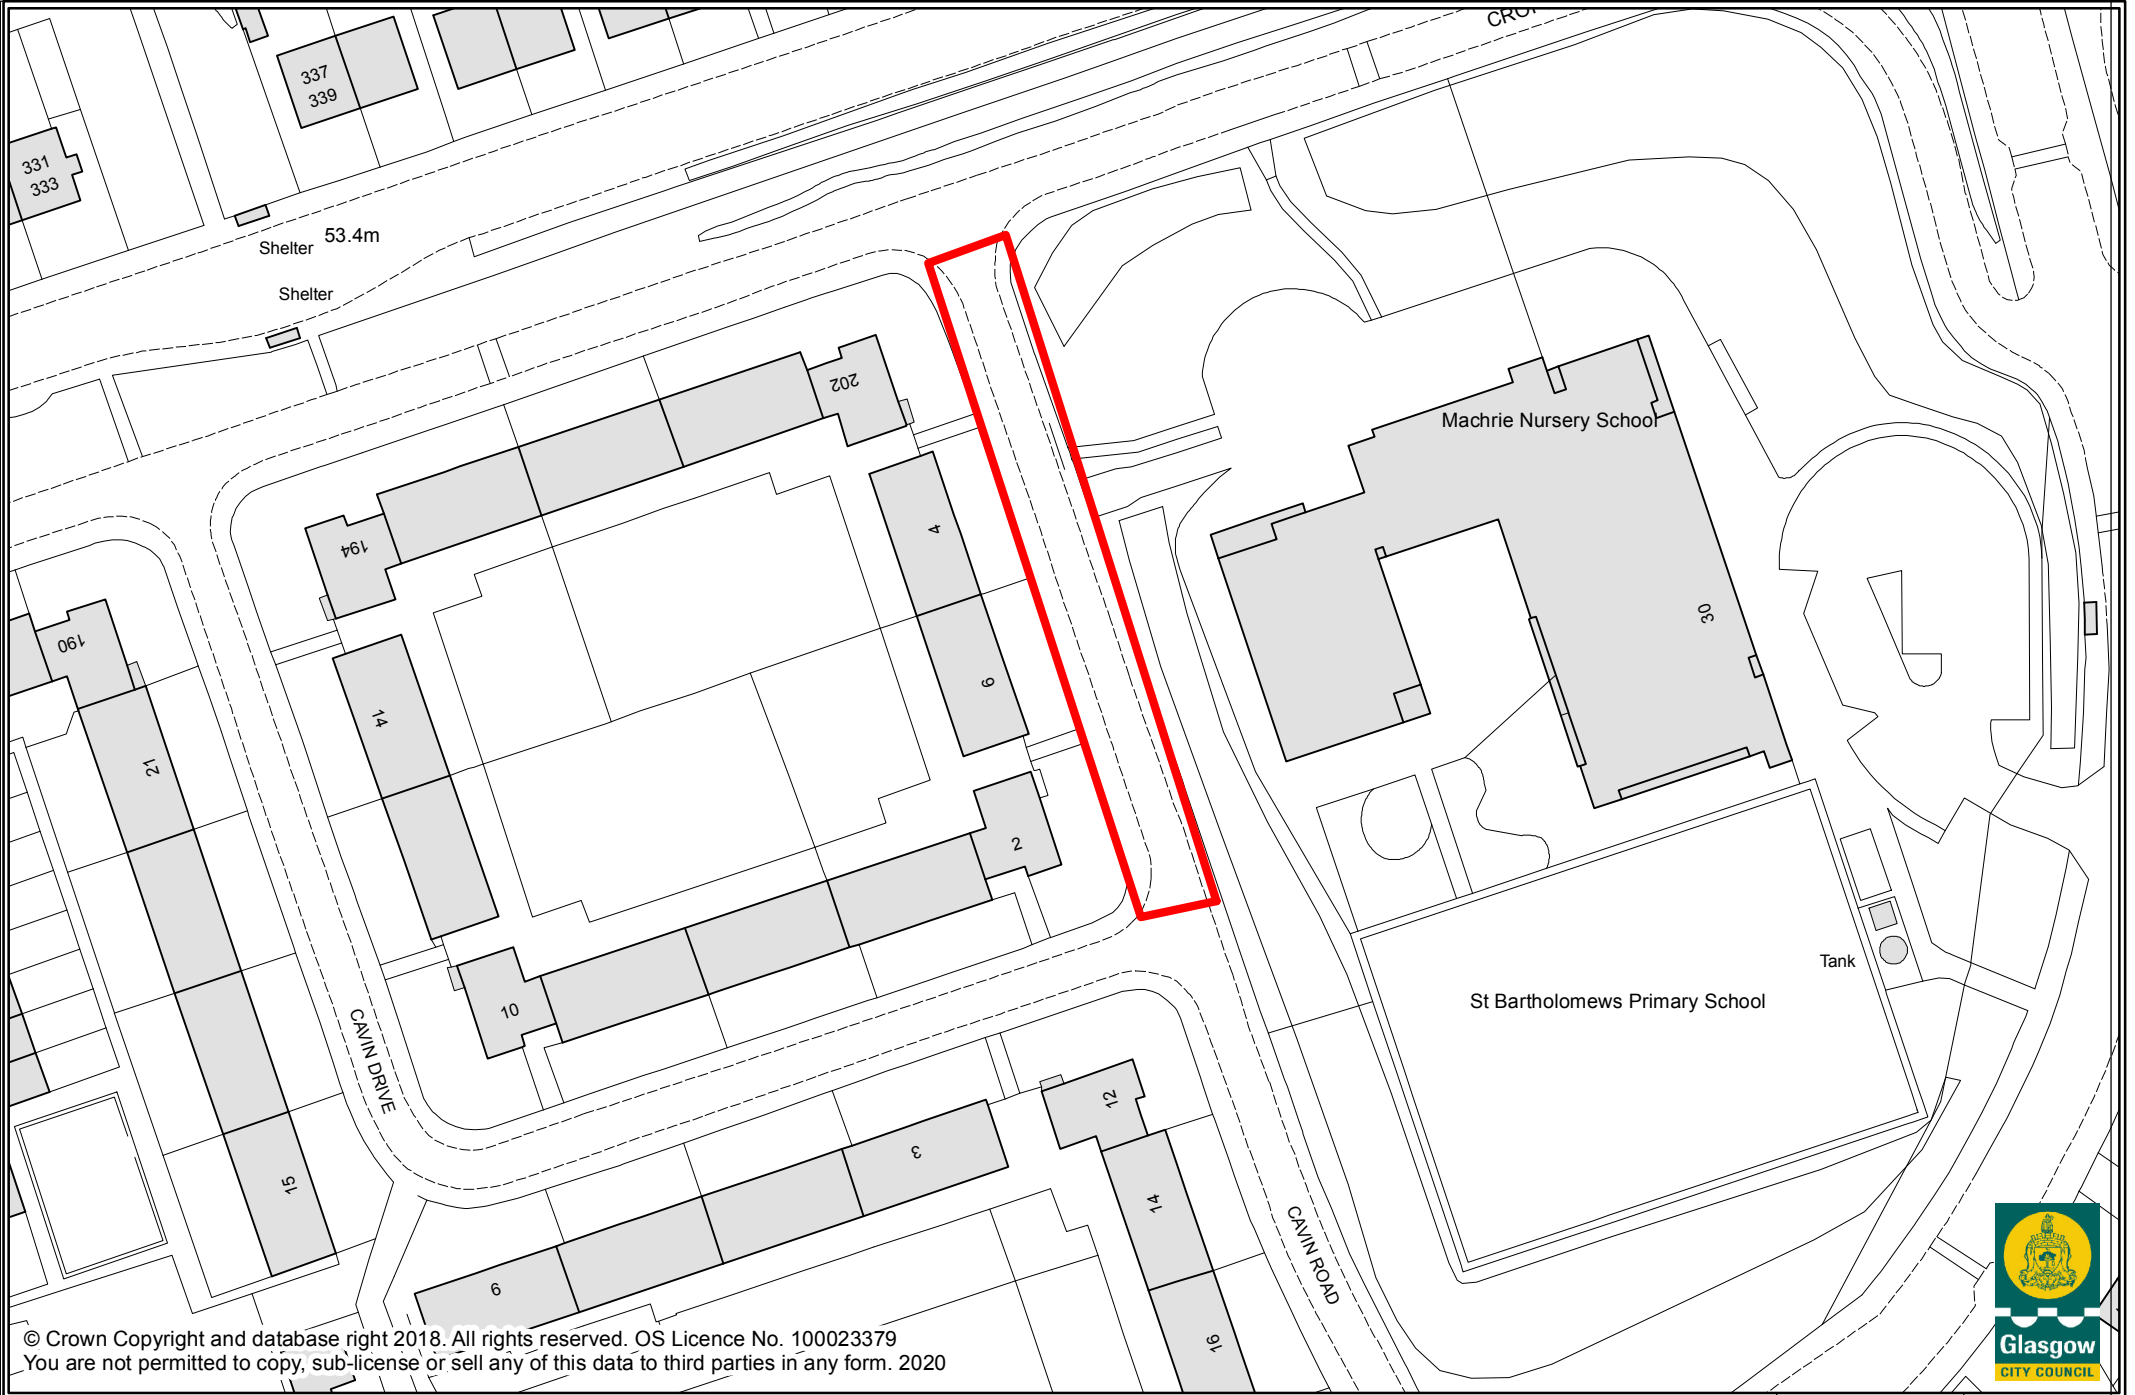 337
339
331
333
Shelter
53.4m
Shelter
202
194
190
4
6
14
21
2
10
Machrie Nursery School
30
Tank
St Bartholomews Primary School
CAVIN DRIVE
12
3
14
15
9
16
CAVIN ROAD
© Crown Copyright and database right 2018. All rights reserved. OS Licence No. 100023379
You are not permitted to copy, sub-license or sell any of this data to third parties in any form. 2020
Glasgow
CITY COUNCIL